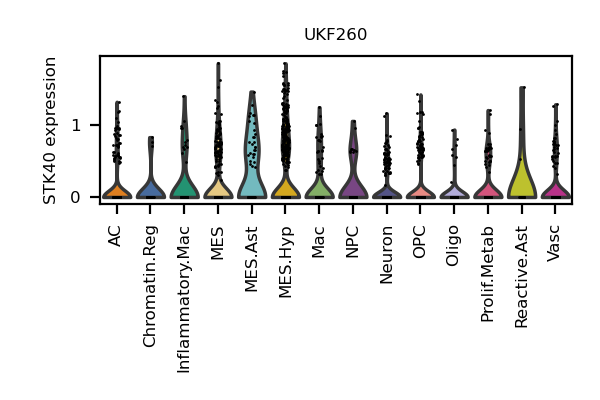 UKF260
STK40 expression
1
0
AC
Chromatin.Reg
Inflammatory.Mac
MES
MES.Ast
MES.Hyp
Mac
NPC
Neuron
OPC
Oligo
Prolif.Metab
Reactive.Ast
Vasc